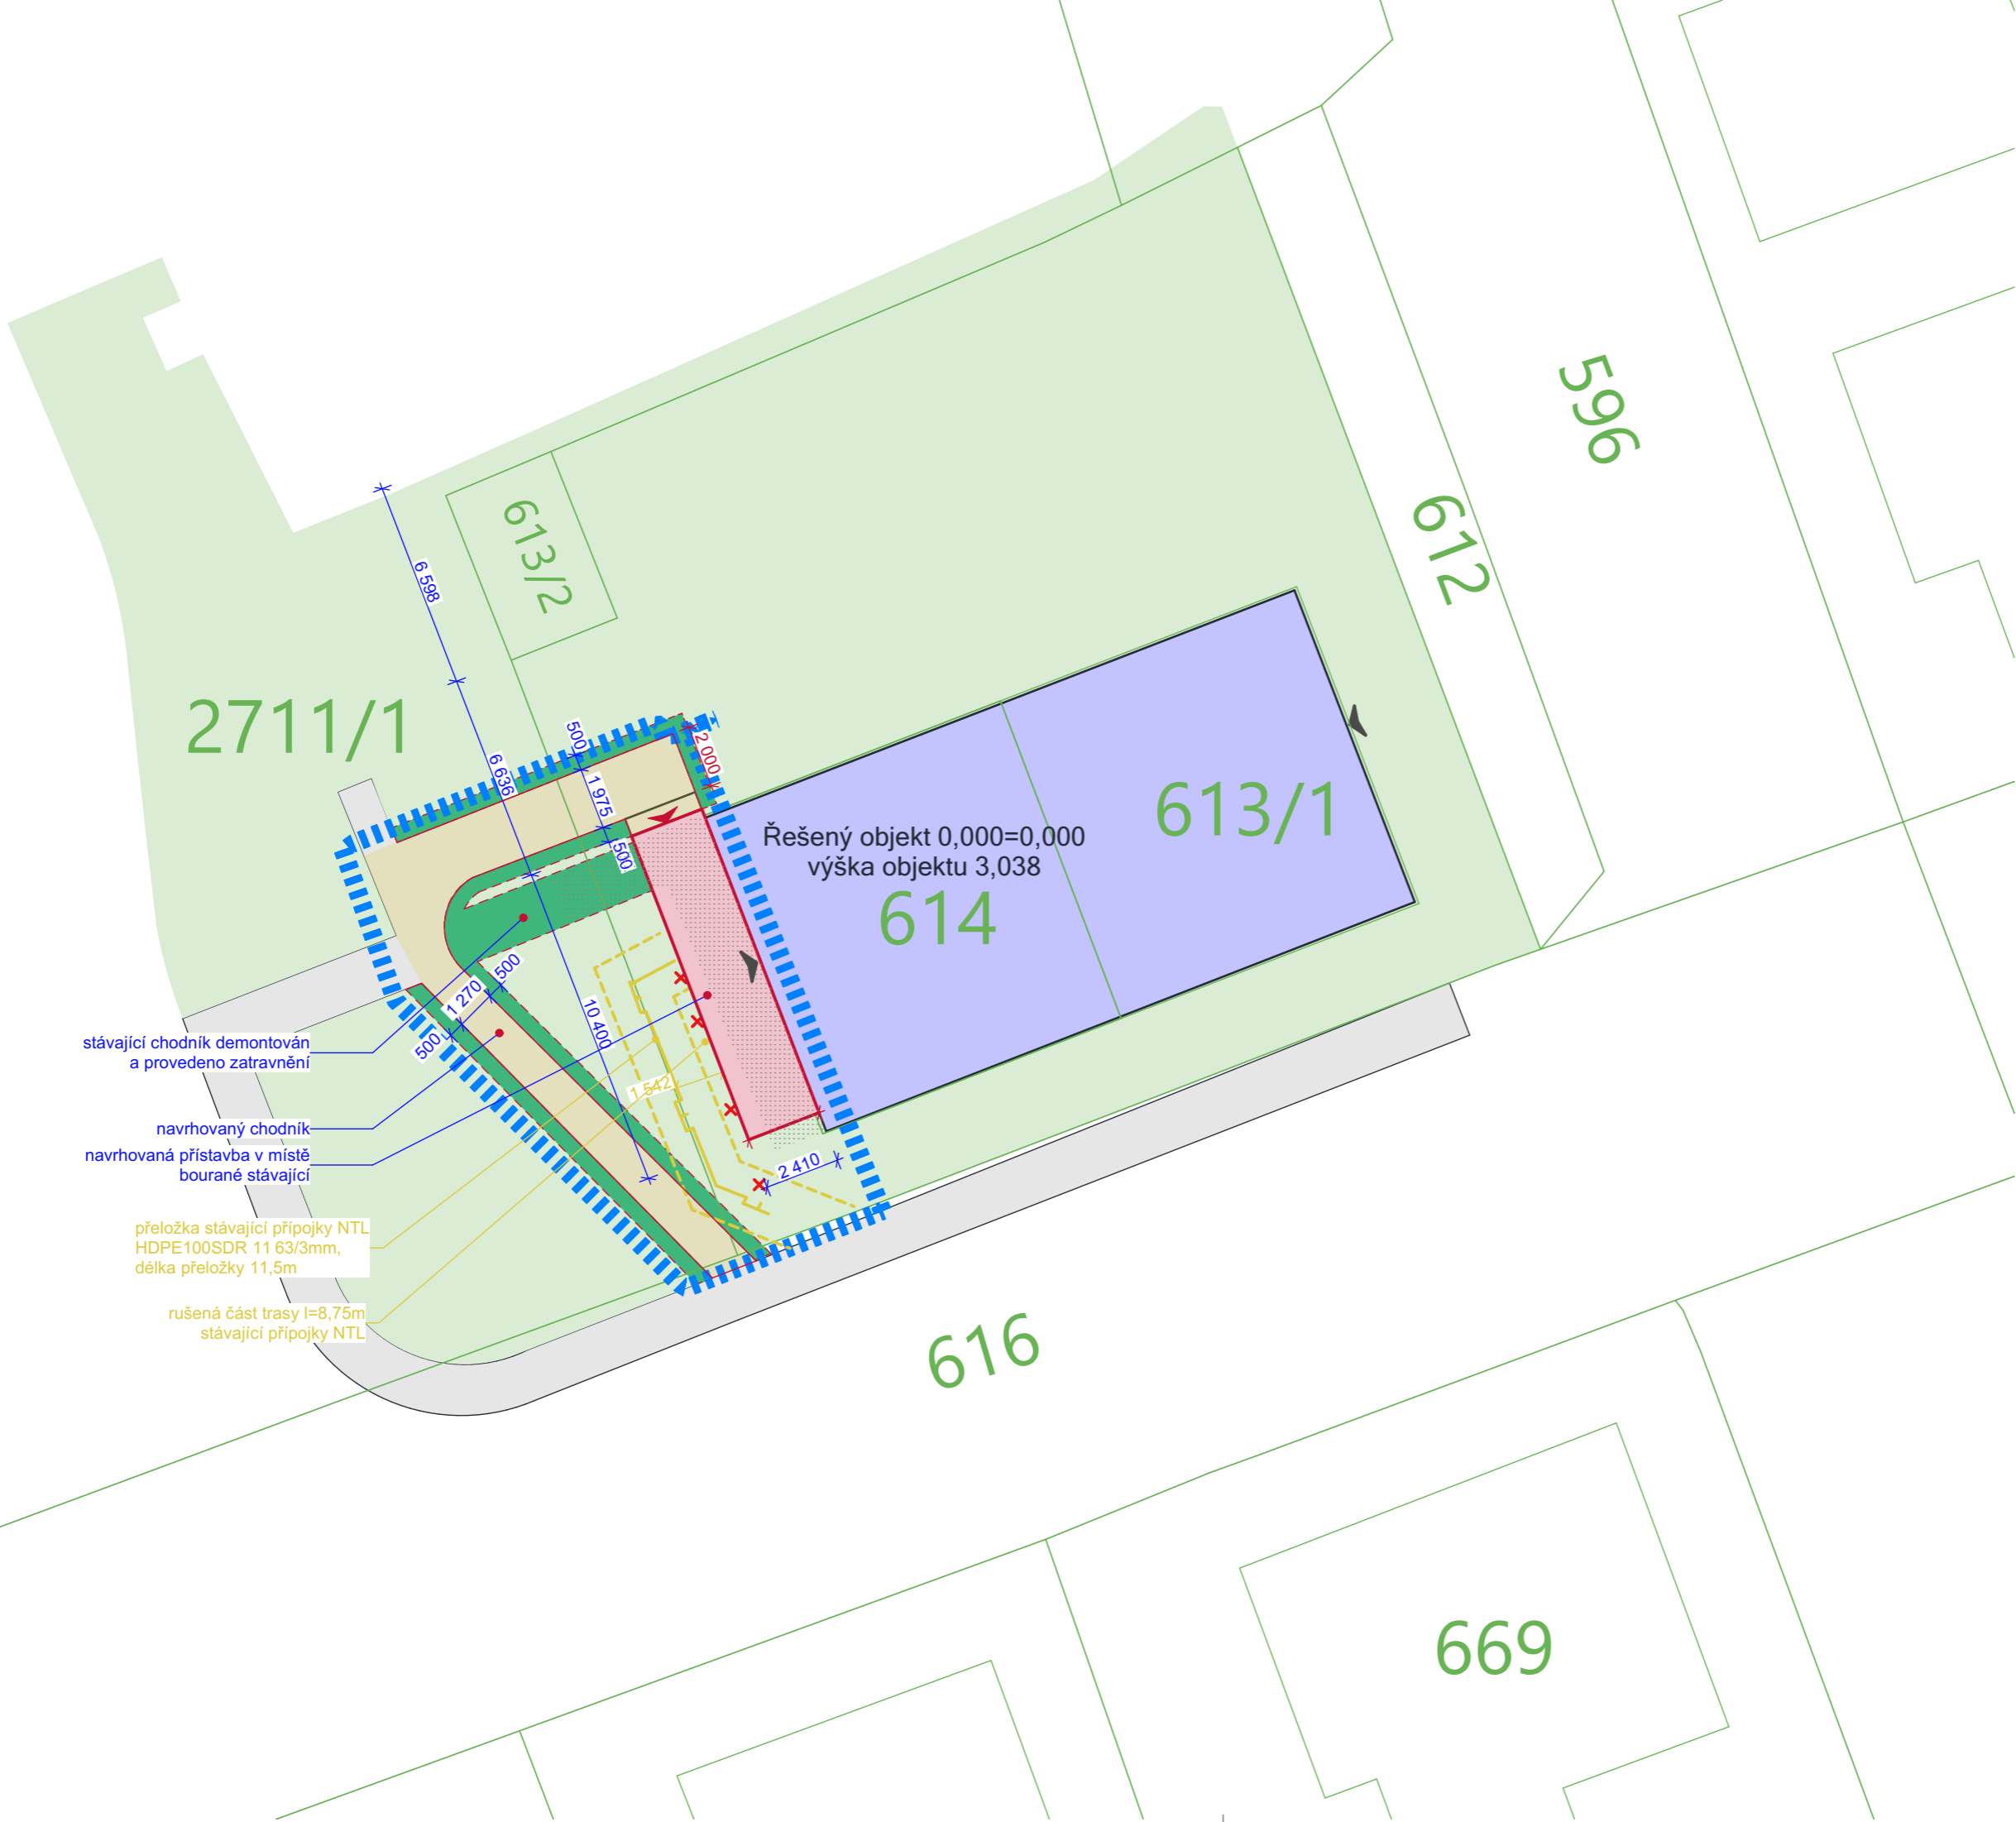 596
612
613/2
6 598
2711/1
500
6 636
1 975
2 000
500
613/1
Řešený objekt 0,000=0,000
výška objektu 3,038
614
500
1 270
500
10 400
1 542
2 410
stávající chodník demontován
a provedeno zatravnění
navrhovaný chodník
navrhovaná přístavba v místě
bourané stávající
přeložka stávající přípojky NTL
HDPE100SDR 11 63/3mm,
délka přeložky 11,5m
rušená část trasy l=8,75m
stávající přípojky NTL
616
669